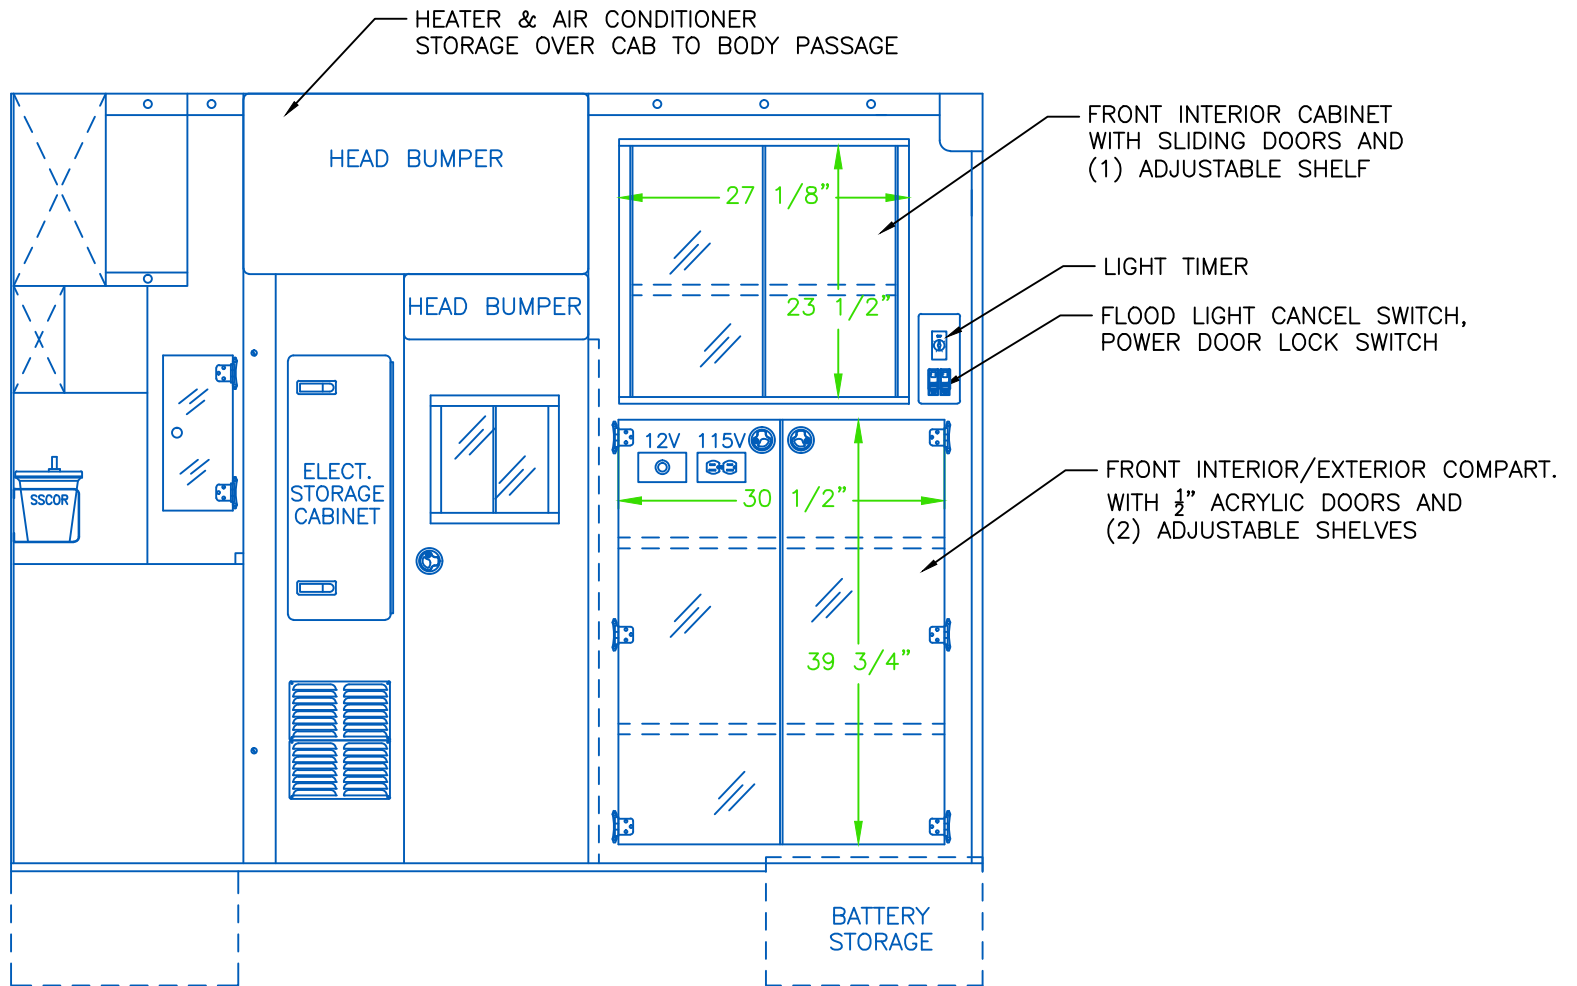 HEATER & AIR CONDITIONER
STORAGE OVER CAB TO BODY PASSAGE
HEAD BUMPER
FRONT INTERIOR CABINET
WITH SLIDING DOORS AND
(1) ADJUSTABLE SHELF
27 1/8”
LIGHT TIMER
HEAD BUMPER
23 1/2”
FLOOD LIGHT CANCEL SWITCH,
POWER DOOR LOCK SWITCH
12V 115V
ELECT.
STORAGE
CABINET
SSCOR
30 1/2”
FRONT INTERIOR/EXTERIOR COMPART.
WITH ½” ACRYLIC DOORS AND
(2) ADJUSTABLE SHELVES
39 3/4”
BATTERY
STORAGE